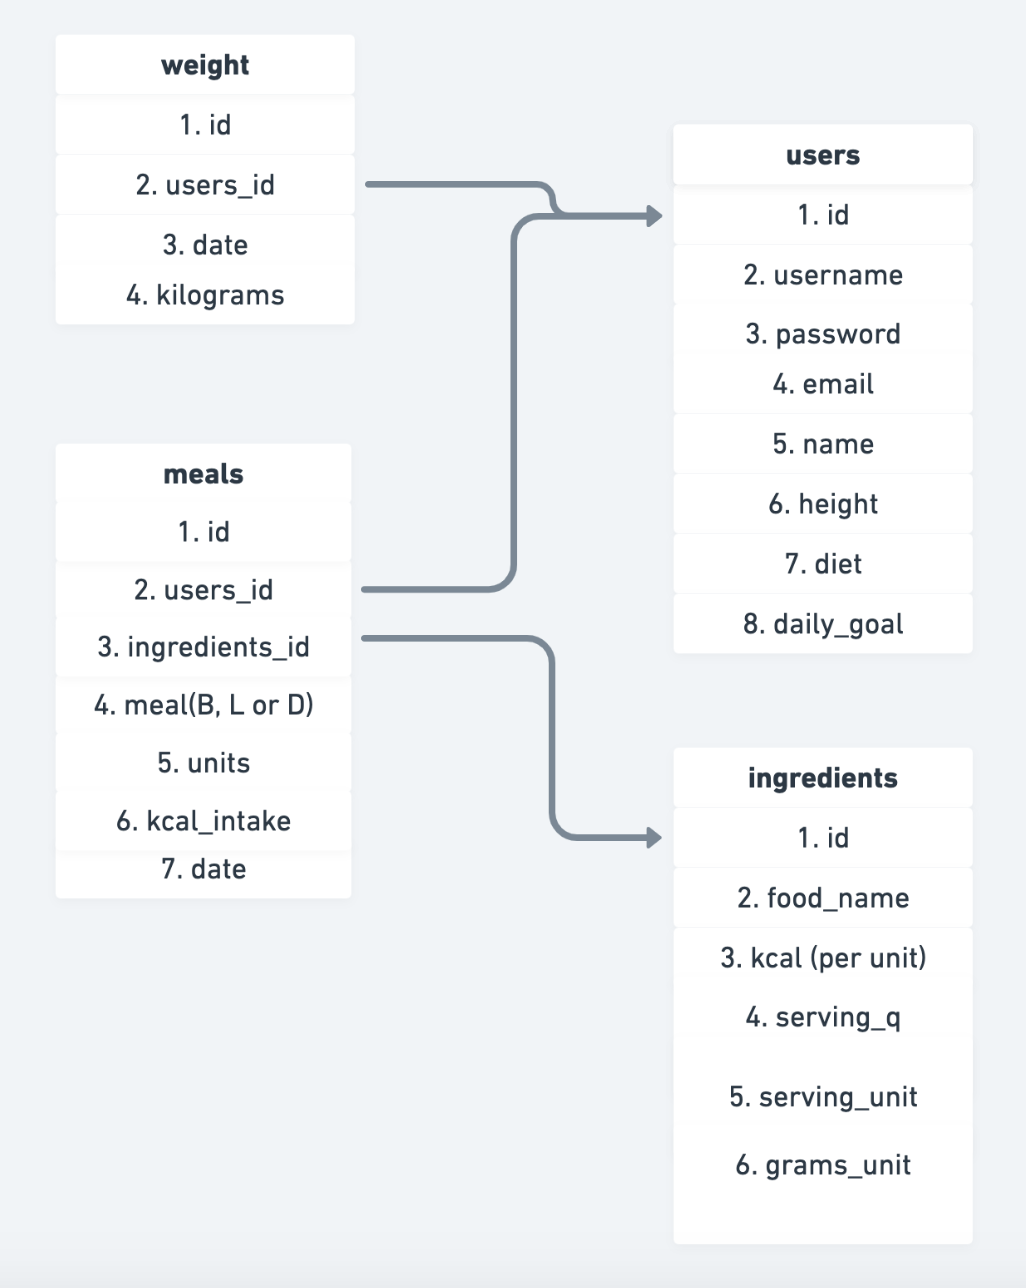 weight
1. id
2. users_id
3. date
4. kilograms
users
1. id
2. username
3. password
4. email
5. name
6. height
7. diet
8. daily_goal
meals
1. id
2. users_id
3. ingredients_id
4. meal(B, L or D)
5. units
6. kcal_intake
7. date
ingredients
1. id
2. food_name
3. kcal (per unit)
4. serving_q
5. serving_unit
6. grams_unit